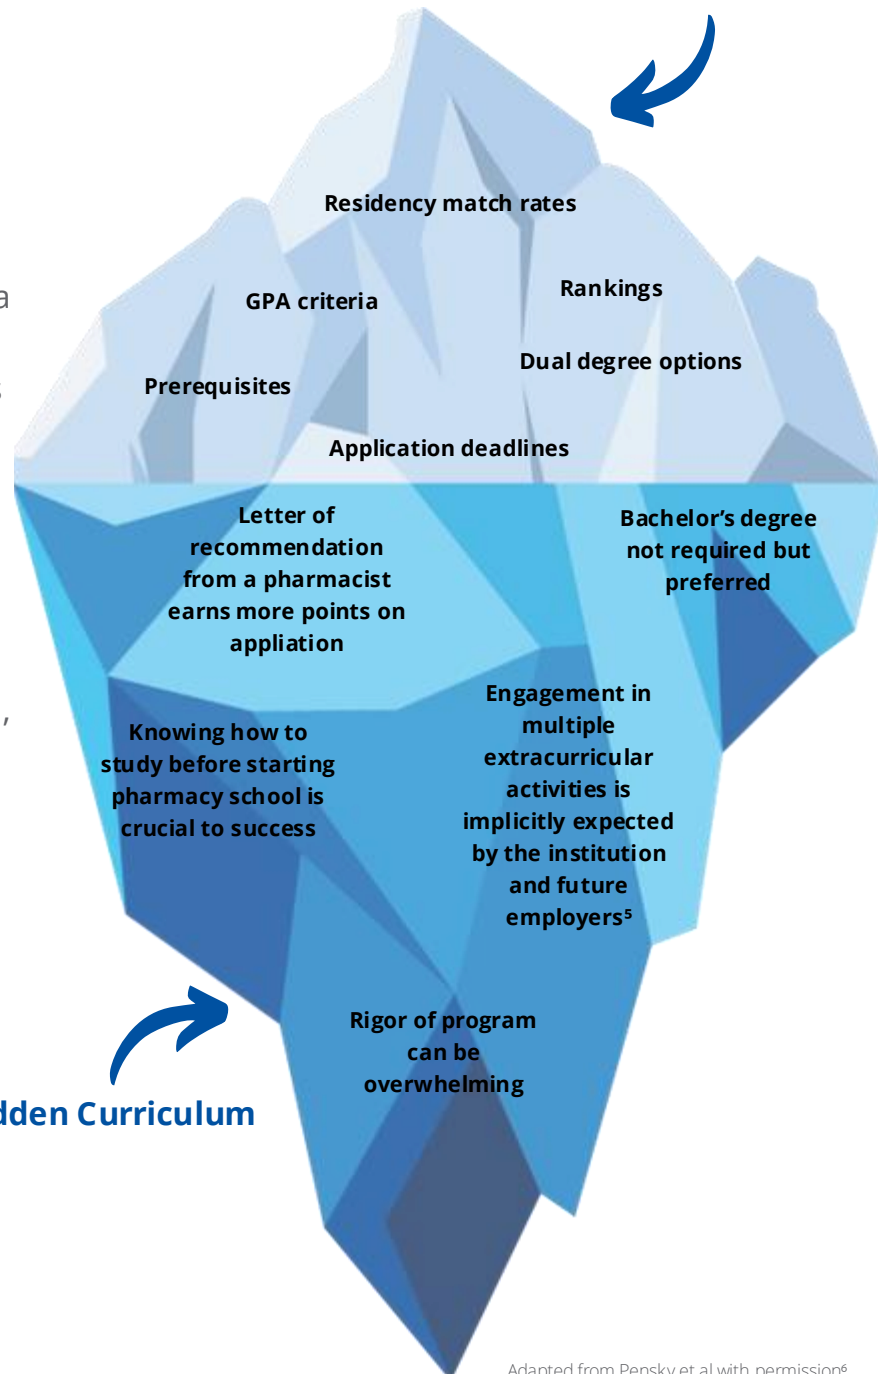 Residency match rates
a
GPA criteria
Rankings
Dual degree options
Prerequisites
Application deadlines
Letter of
recommendation
from a pharmacist
earns more points on
appliation
Bachelor's degree
not required but
preferred
,
Knowing how to
study before starting
pharmacy school is
crucial to success
Engagement in
multiple
extracurricular
activities is
implicitly expected
by the institution
and future
employers⁵
Rigor of program
can be
overwhelming
dden Curriculum
Adapted from Pensky et al with permission⁶